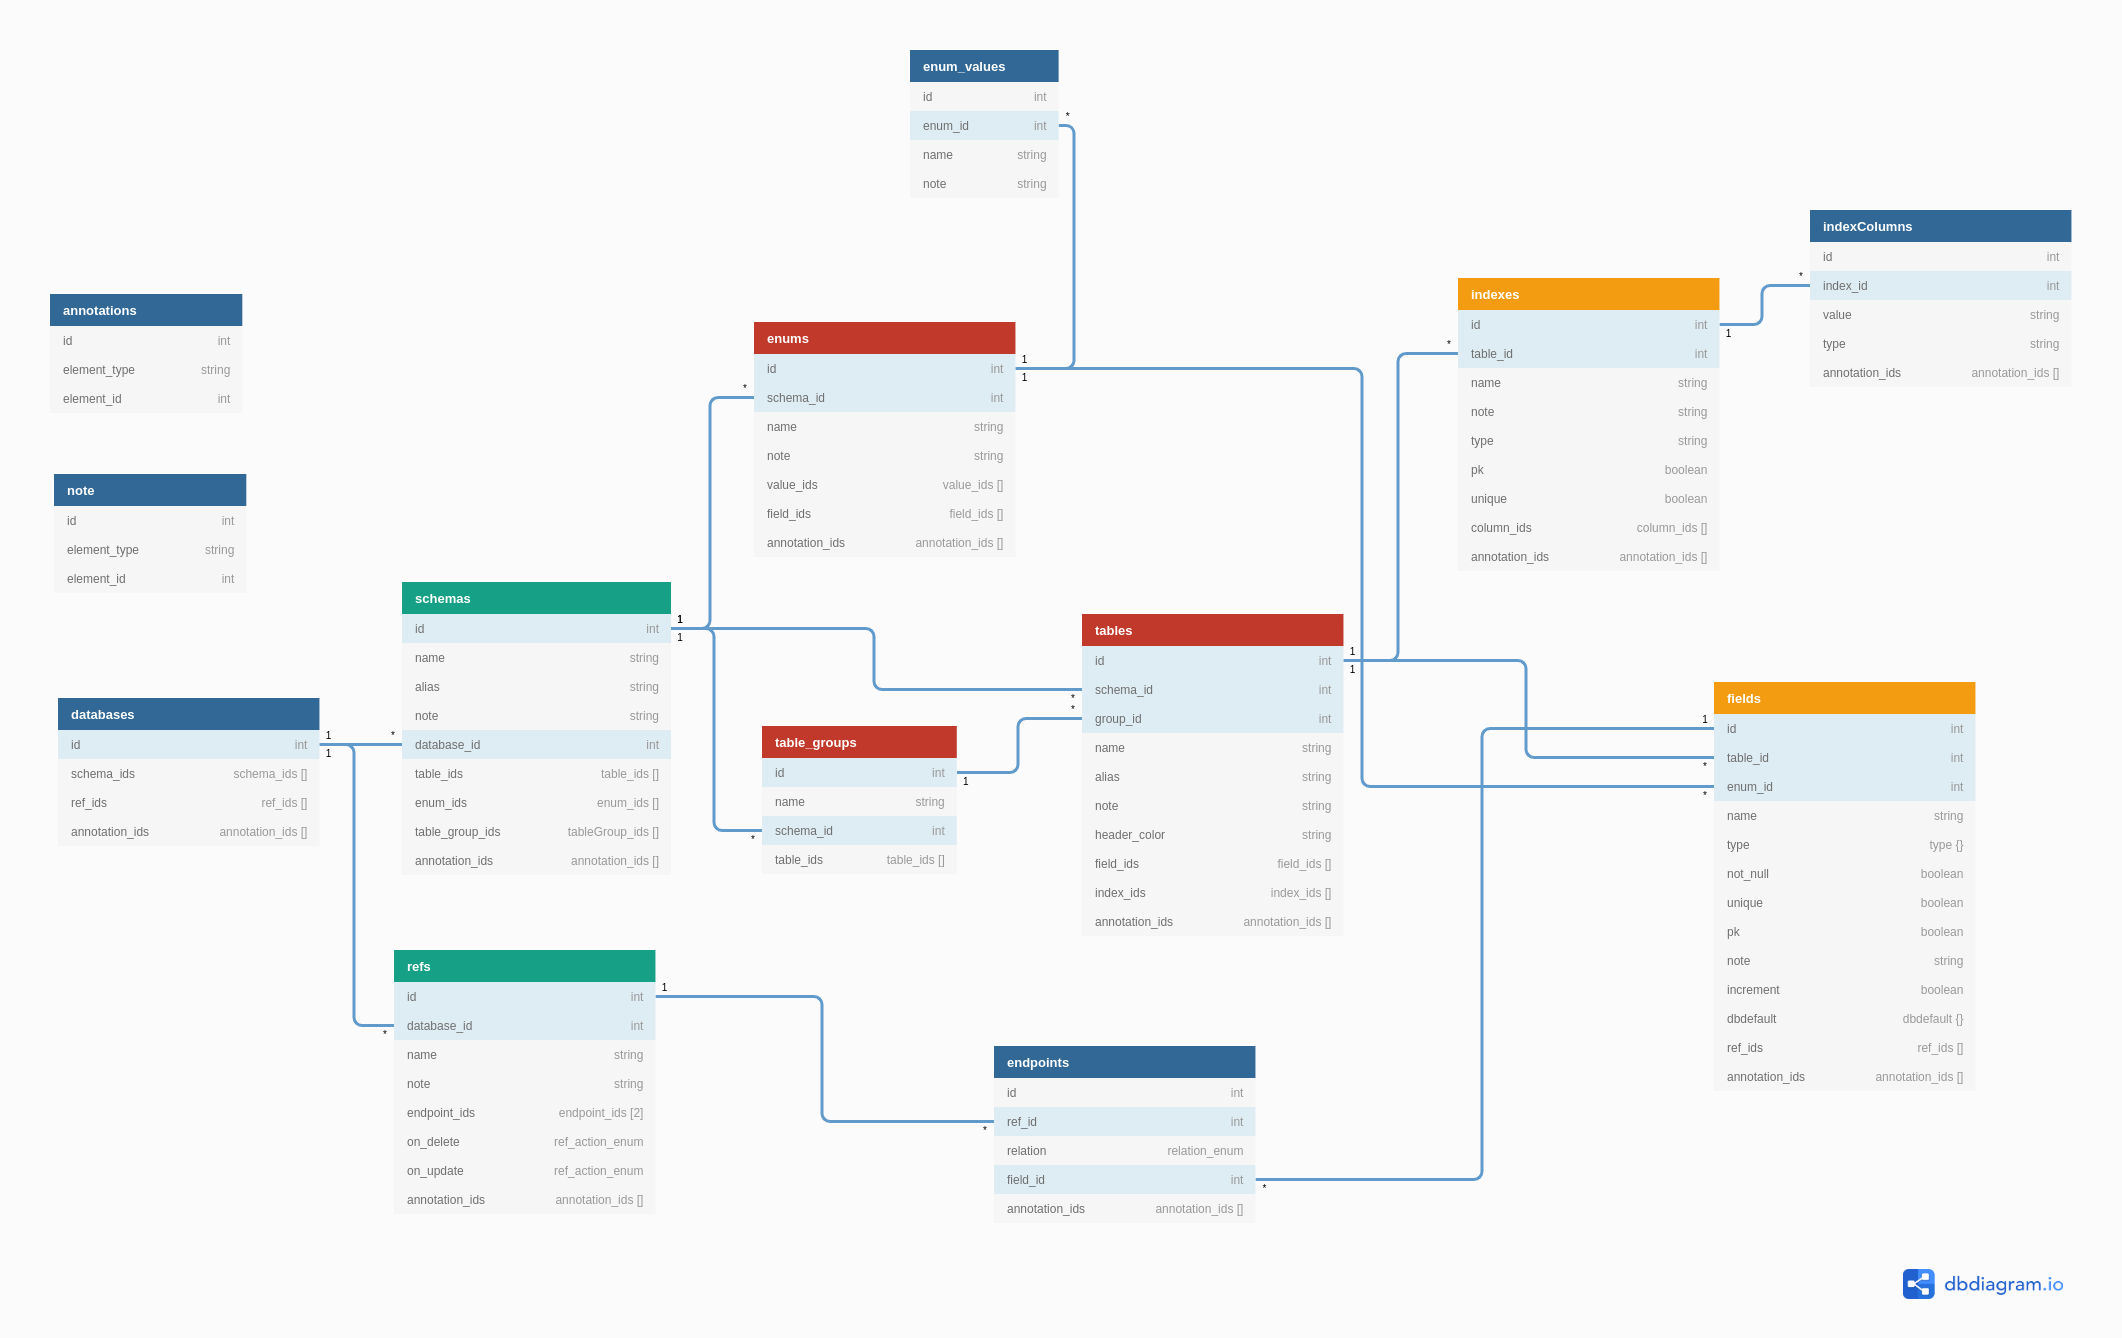 enum_values
id int
enum_id int
name string
note string
indexColumns
id int
index_id int
value string
type string
annotation_ids annotation_ids []
indexes
id int
table_id int
name string
note string
type string
pk boolean
unique boolean
column_ids column_ids []
annotation_ids annotation_ids []
annotations
id int
element_type string
element_id int
enums
id int
schema_id int
name string
note string
value_ids value_ids []
field_ids field_ids []
annotation_ids annotation_ids []
note
id int
element_type string
element_id int
schemas
id int
name string
alias string
note string
database_id int
table_ids table_ids []
enum_ids enum_ids []
table_group_ids tableGroup_ids []
annotation_ids annotation_ids []
tables
id int
schema_id int
group_id int
name string
alias string
note string
header_color string
field_ids field_ids []
index_ids index_ids []
annotation_ids annotation_ids []
databases
id int
schema_ids schema_ids []
ref_ids ref_ids []
annotation_ids annotation_ids []
table_groups
id int
name string
schema_id int
table_ids table_ids []
fields
id int
table_id int
enum_id int
name string
type type {}
not_null boolean
unique boolean
pk boolean
note string
increment boolean
dbdefault dbdefault {}
ref_ids ref_ids []
annotation_ids annotation_ids []
refs
id int
database_id int
name string
note string
endpoint_ids endpoint_ids [2]
on_delete ref_action_enum
on_update ref_action_enum
annotation_ids annotation_ids []
endpoints
id int
ref_id int
relation relation_enum
field_id int
annotation_ids annotation_ids []
1
*
1
*
1
*
1
*
1
*
1
*
1
*
1
*
1
*
1
*
1
*
1
*
1
*
dbdiagram.io